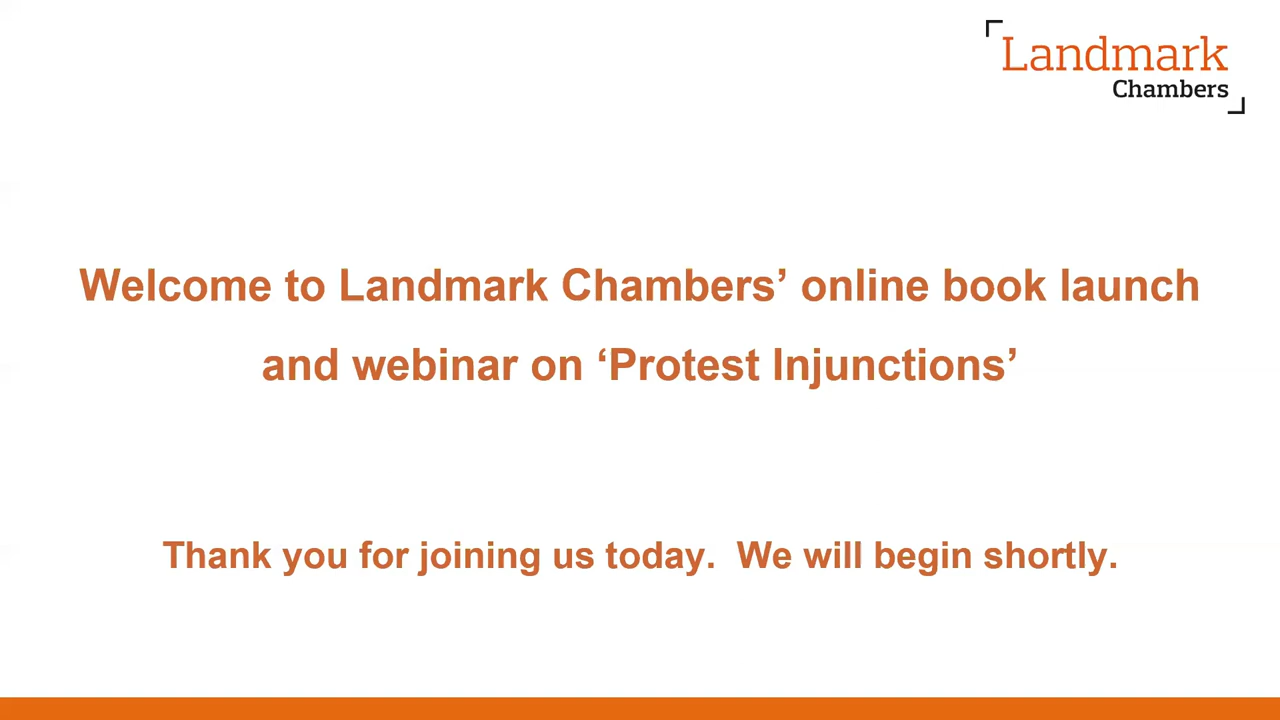 Landmark
Chambers
Welcome to Landmark Chambers’ online book launch
and webinar on ‘Protest Injunctions’
Thank you for joining us today.  We will begin shortly.